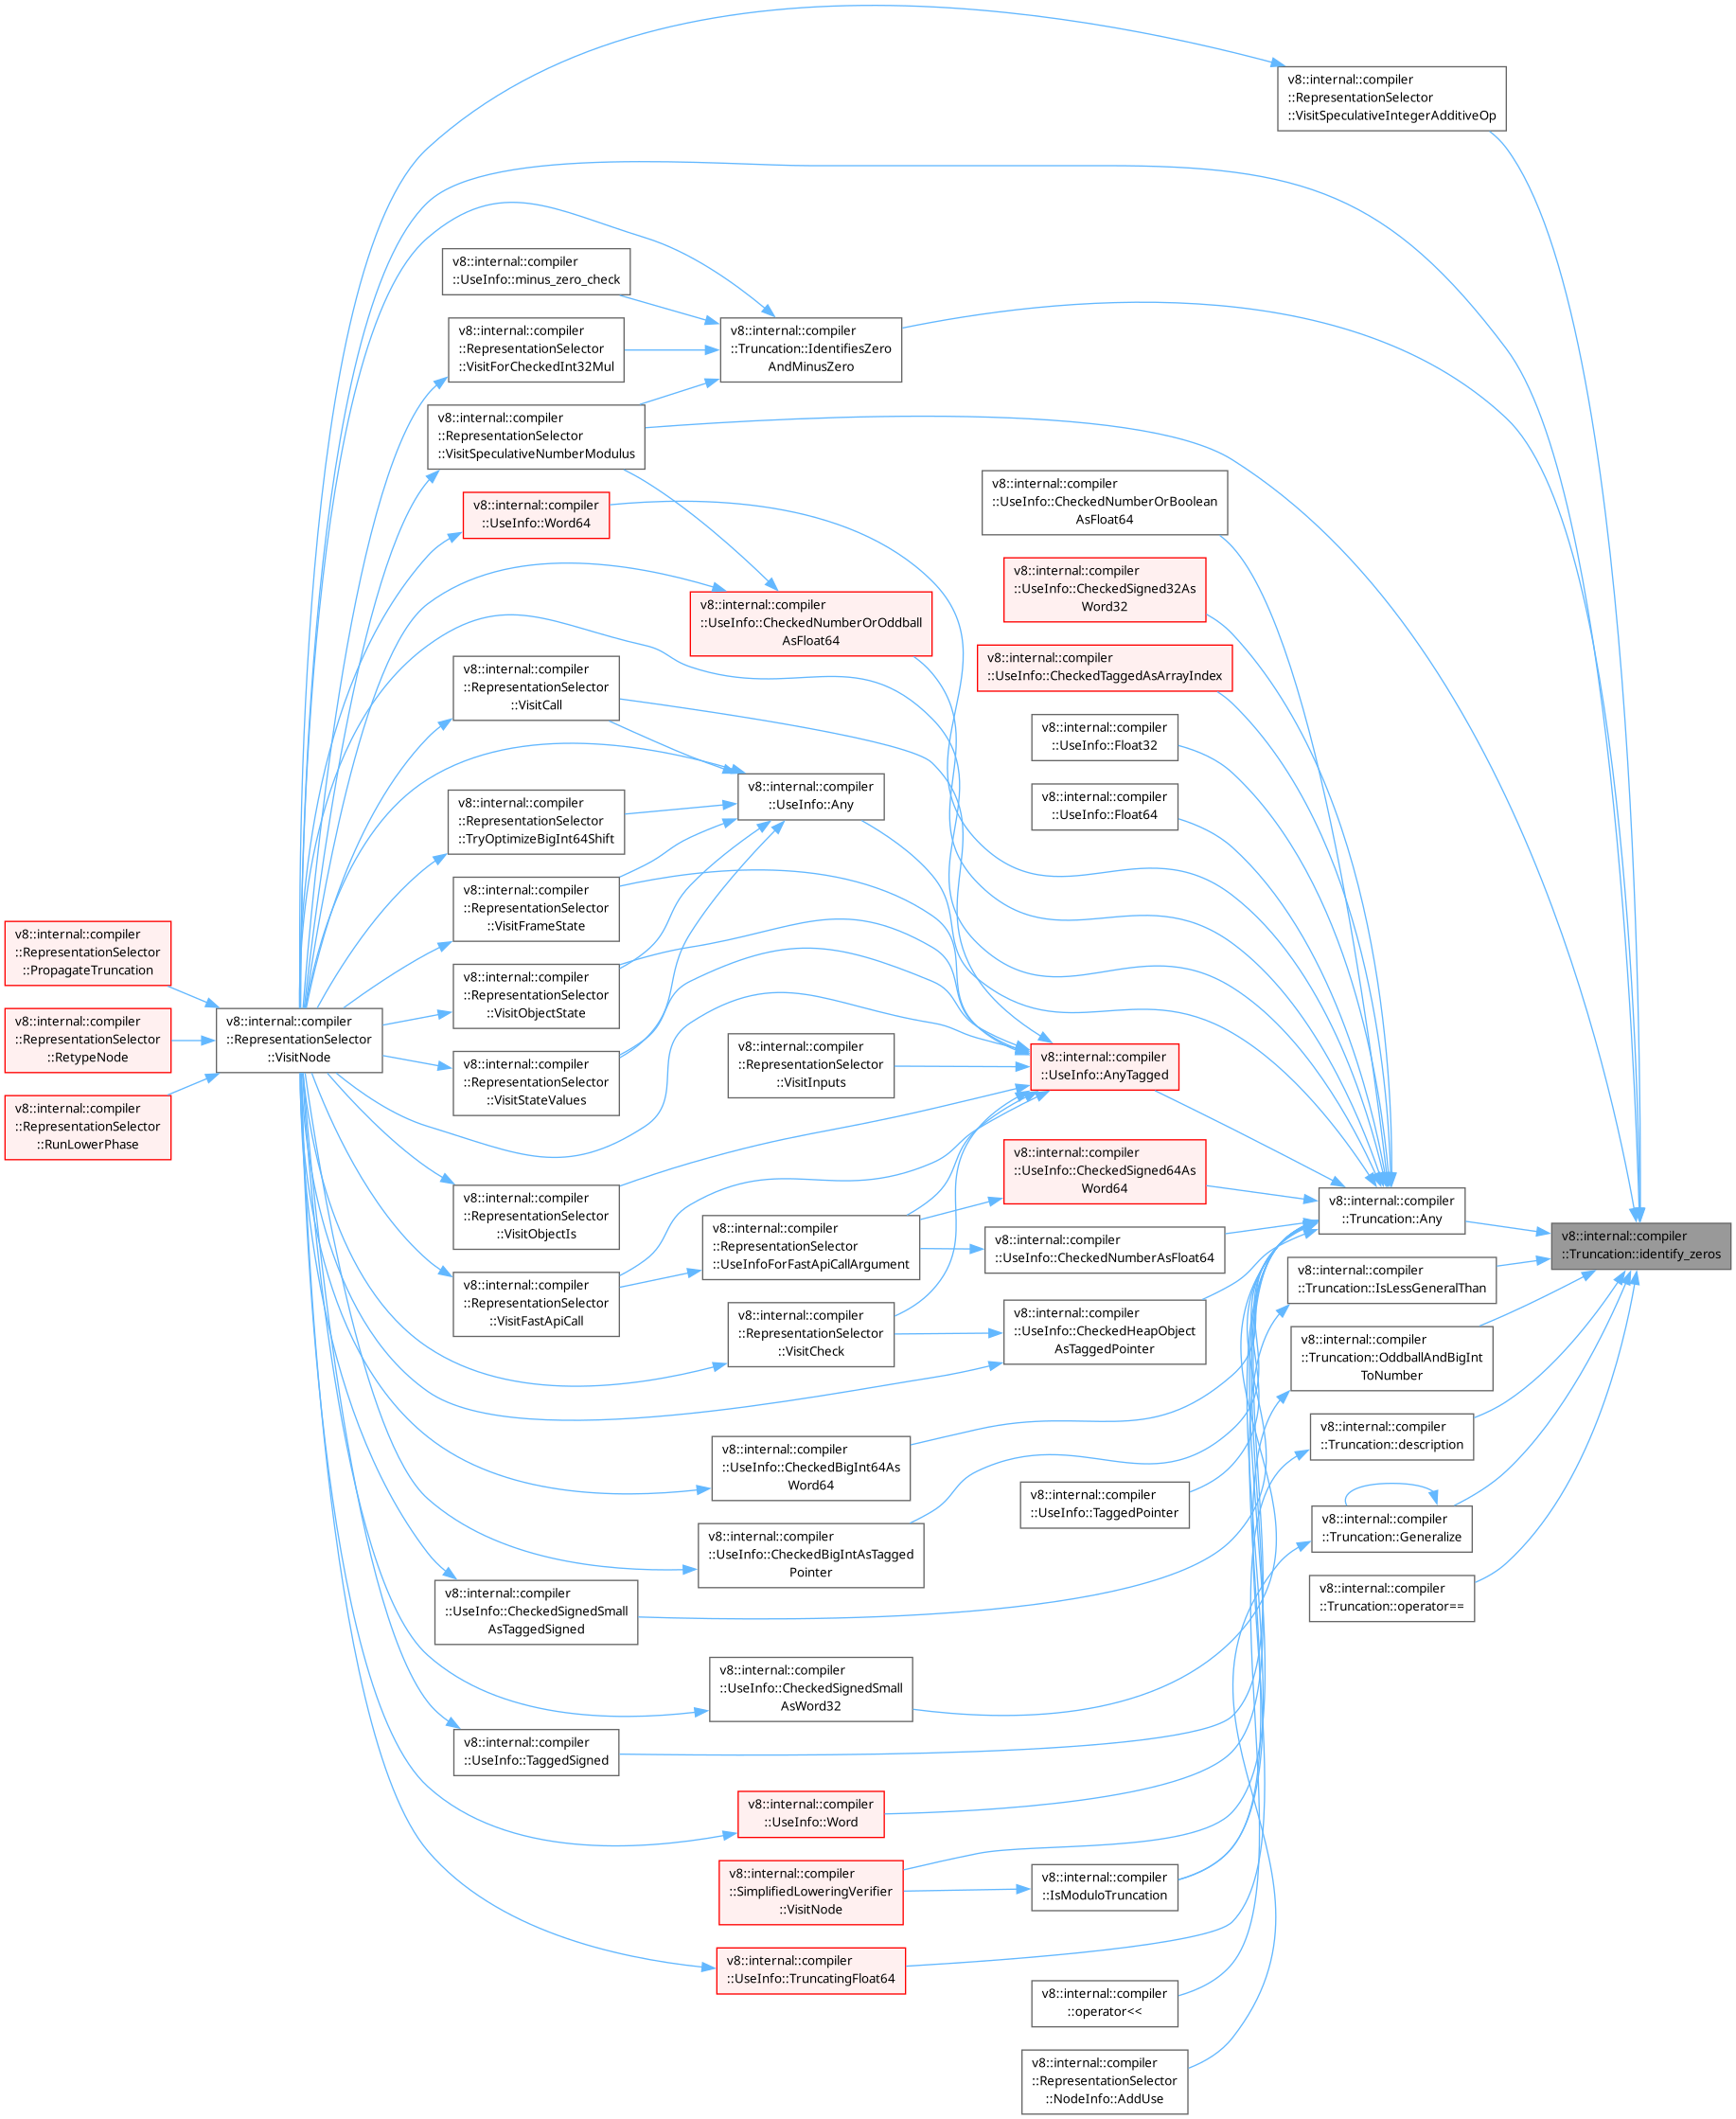 v8::internal::compiler
::RepresentationSelector
::VisitSpeculativeIntegerAdditiveOp
v8::internal::compiler
::UseInfo::minus_zero_check
v8::internal::compiler
::RepresentationSelector
::VisitForCheckedInt32Mul
v8::internal::compiler
::Truncation::IdentifiesZero
AndMinusZero
v8::internal::compiler
::RepresentationSelector
::VisitSpeculativeNumberModulus
v8::internal::compiler
::UseInfo::CheckedNumberOrBoolean
AsFloat64
v8::internal::compiler
::UseInfo::Word64
v8::internal::compiler
::UseInfo::CheckedSigned32As
Word32
v8::internal::compiler
::UseInfo::CheckedNumberOrOddball
AsFloat64
v8::internal::compiler
::UseInfo::CheckedTaggedAsArrayIndex
v8::internal::compiler
::RepresentationSelector
::VisitCall
v8::internal::compiler
::UseInfo::Float32
v8::internal::compiler
::UseInfo::Any
v8::internal::compiler
::UseInfo::Float64
v8::internal::compiler
::RepresentationSelector
::TryOptimizeBigInt64Shift
v8::internal::compiler
::RepresentationSelector
::VisitFrameState
v8::internal::compiler
::RepresentationSelector
::PropagateTruncation
v8::internal::compiler
::RepresentationSelector
::VisitObjectState
v8::internal::compiler
::RepresentationSelector
::RetypeNode
v8::internal::compiler
::RepresentationSelector
::VisitNode
v8::internal::compiler
::RepresentationSelector
::VisitInputs
v8::internal::compiler
::UseInfo::AnyTagged
v8::internal::compiler
::RepresentationSelector
::VisitStateValues
v8::internal::compiler
::RepresentationSelector
::RunLowerPhase
v8::internal::compiler
::UseInfo::CheckedSigned64As
Word64
v8::internal::compiler
::RepresentationSelector
::VisitObjectIs
v8::internal::compiler
::Truncation::Any
v8::internal::compiler
::Truncation::identify_zeros
v8::internal::compiler
::RepresentationSelector
::UseInfoForFastApiCallArgument
v8::internal::compiler
::UseInfo::CheckedNumberAsFloat64
v8::internal::compiler
::Truncation::IsLessGeneralThan
v8::internal::compiler
::RepresentationSelector
::VisitFastApiCall
v8::internal::compiler
::RepresentationSelector
::VisitCheck
v8::internal::compiler
::UseInfo::CheckedHeapObject
AsTaggedPointer
v8::internal::compiler
::Truncation::OddballAndBigInt
ToNumber
v8::internal::compiler
::Truncation::description
v8::internal::compiler
::UseInfo::CheckedBigInt64As
Word64
v8::internal::compiler
::UseInfo::TaggedPointer
v8::internal::compiler
::Truncation::Generalize
v8::internal::compiler
::UseInfo::CheckedBigIntAsTagged
Pointer
v8::internal::compiler
::Truncation::operator==
v8::internal::compiler
::UseInfo::CheckedSignedSmall
AsTaggedSigned
v8::internal::compiler
::UseInfo::CheckedSignedSmall
AsWord32
v8::internal::compiler
::UseInfo::TaggedSigned
v8::internal::compiler
::UseInfo::Word
v8::internal::compiler
::SimplifiedLoweringVerifier
::VisitNode
v8::internal::compiler
::IsModuloTruncation
v8::internal::compiler
::UseInfo::TruncatingFloat64
v8::internal::compiler
::operator<<
v8::internal::compiler
::RepresentationSelector
::NodeInfo::AddUse